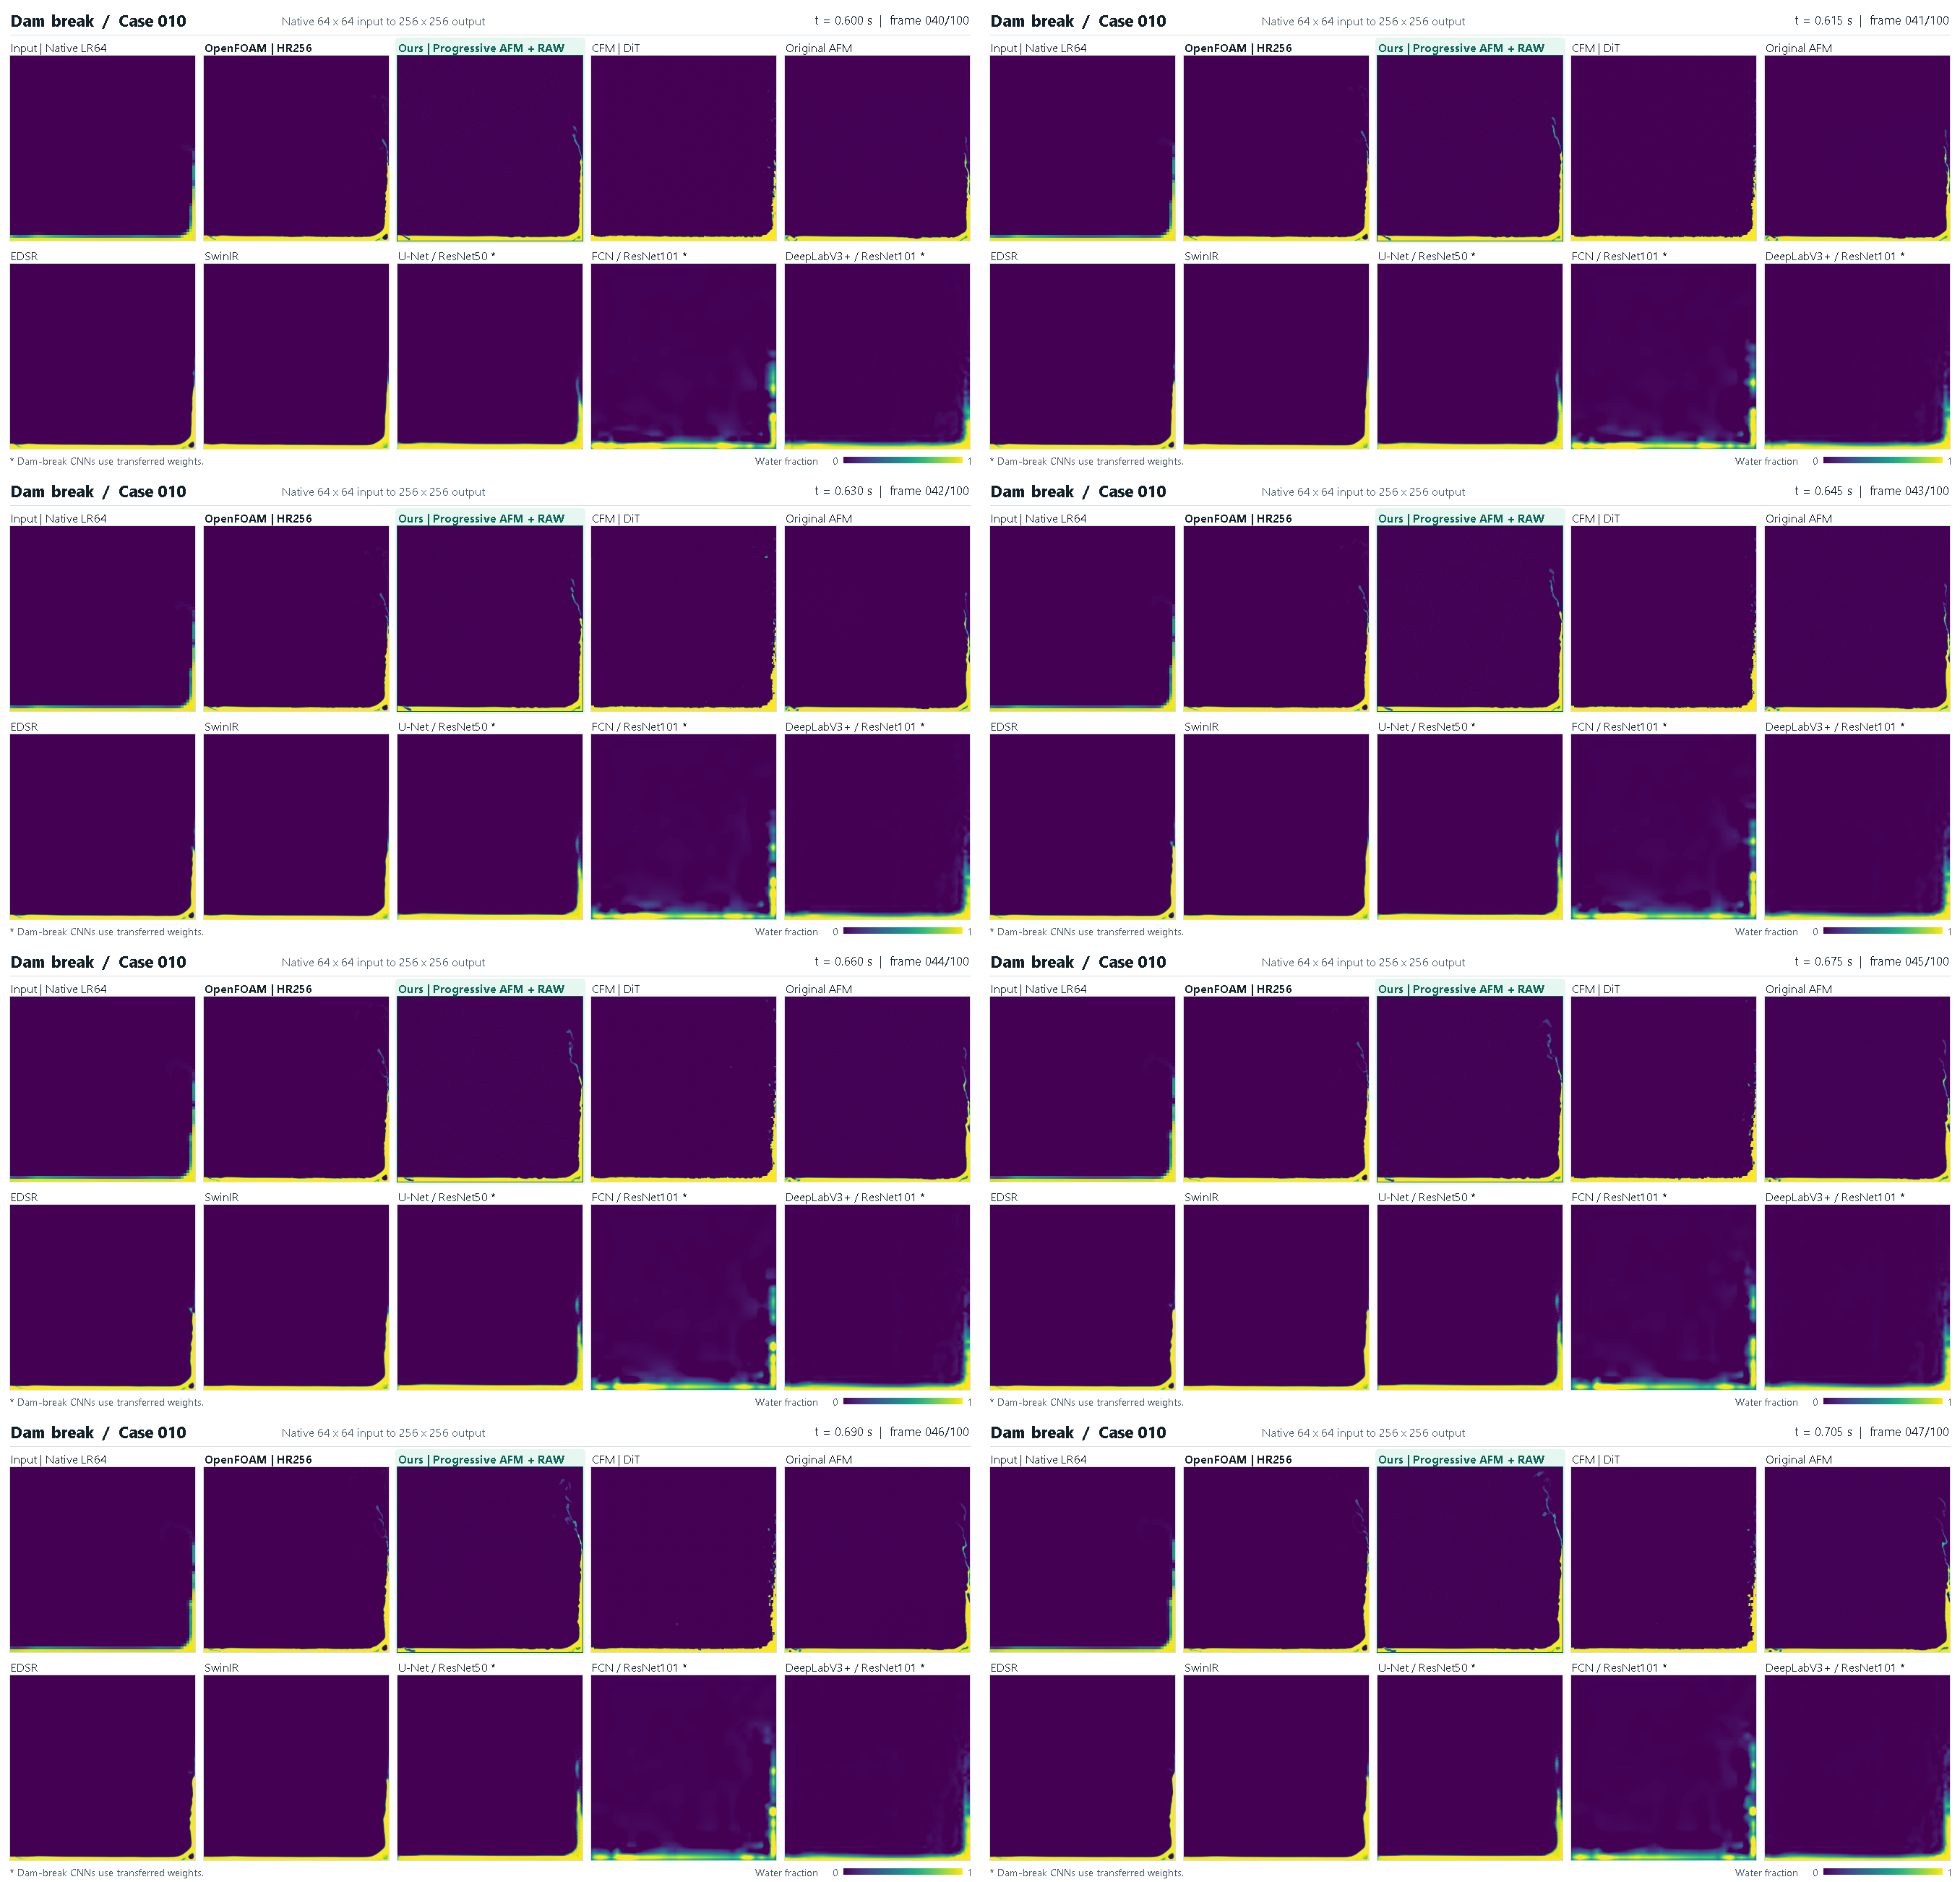 Dam break / Case 010 Native 64 x 64 input to 256 x 256 output t = 0.600 s | frame 040/100
Input | Native LR64 OpenFOAM | HR256 Ours | Progressive AFM + RAW CFM | DiT Original AFM
EDSR SwinIR U-Net / ResNet50 * FCN / ResNet101 * DeepLabV3+ / ResNet101 *
* Dam-break CNNs use transferred weights. Water fraction 0 1
Dam break / Case 010 Native 64 x 64 input to 256 x 256 output t = 0.615 s | frame 041/100
Input | Native LR64 OpenFOAM | HR256 Ours | Progressive AFM + RAW CFM | DiT Original AFM
EDSR SwinIR U-Net / ResNet50 * FCN / ResNet101 * DeepLabV3+ / ResNet101 *
* Dam-break CNNs use transferred weights. Water fraction 0 1
Dam break / Case 010 Native 64 x 64 input to 256 x 256 output t = 0.630 s | frame 042/100
Input | Native LR64 OpenFOAM | HR256 Ours | Progressive AFM + RAW CFM | DiT Original AFM
EDSR SwinIR U-Net / ResNet50 * FCN / ResNet101 * DeepLabV3+ / ResNet101 *
* Dam-break CNNs use transferred weights. Water fraction 0 1
Dam break / Case 010 Native 64 x 64 input to 256 x 256 output t = 0.645 s | frame 043/100
Input | Native LR64 OpenFOAM | HR256 Ours | Progressive AFM + RAW CFM | DiT Original AFM
EDSR SwinIR U-Net / ResNet50 * FCN / ResNet101 * DeepLabV3+ / ResNet101 *
* Dam-break CNNs use transferred weights. Water fraction 0 1
Dam break / Case 010 Native 64 x 64 input to 256 x 256 output t = 0.660 s | frame 044/100
Input | Native LR64 OpenFOAM | HR256 Ours | Progressive AFM + RAW CFM | DiT Original AFM
EDSR SwinIR U-Net / ResNet50 * FCN / ResNet101 * DeepLabV3+ / ResNet101 *
* Dam-break CNNs use transferred weights. Water fraction 0 1
Dam break / Case 010 Native 64 x 64 input to 256 x 256 output t = 0.675 s | frame 045/100
Input | Native LR64 OpenFOAM | HR256 Ours | Progressive AFM + RAW CFM | DiT Original AFM
EDSR SwinIR U-Net / ResNet50 * FCN / ResNet101 * DeepLabV3+ / ResNet101 *
* Dam-break CNNs use transferred weights. Water fraction 0 1
Dam break / Case 010 Native 64 x 64 input to 256 x 256 output t = 0.690 s | frame 046/100
Input | Native LR64 OpenFOAM | HR256 Ours | Progressive AFM + RAW CFM | DiT Original AFM
EDSR SwinIR U-Net / ResNet50 * FCN / ResNet101 * DeepLabV3+ / ResNet101 *
* Dam-break CNNs use transferred weights. Water fraction 0 1
Dam break / Case 010 Native 64 x 64 input to 256 x 256 output t = 0.705 s | frame 047/100
Input | Native LR64 OpenFOAM | HR256 Ours | Progressive AFM + RAW CFM | DiT Original AFM
EDSR SwinIR U-Net / ResNet50 * FCN / ResNet101 * DeepLabV3+ / ResNet101 *
* Dam-break CNNs use transferred weights. Water fraction 0 1